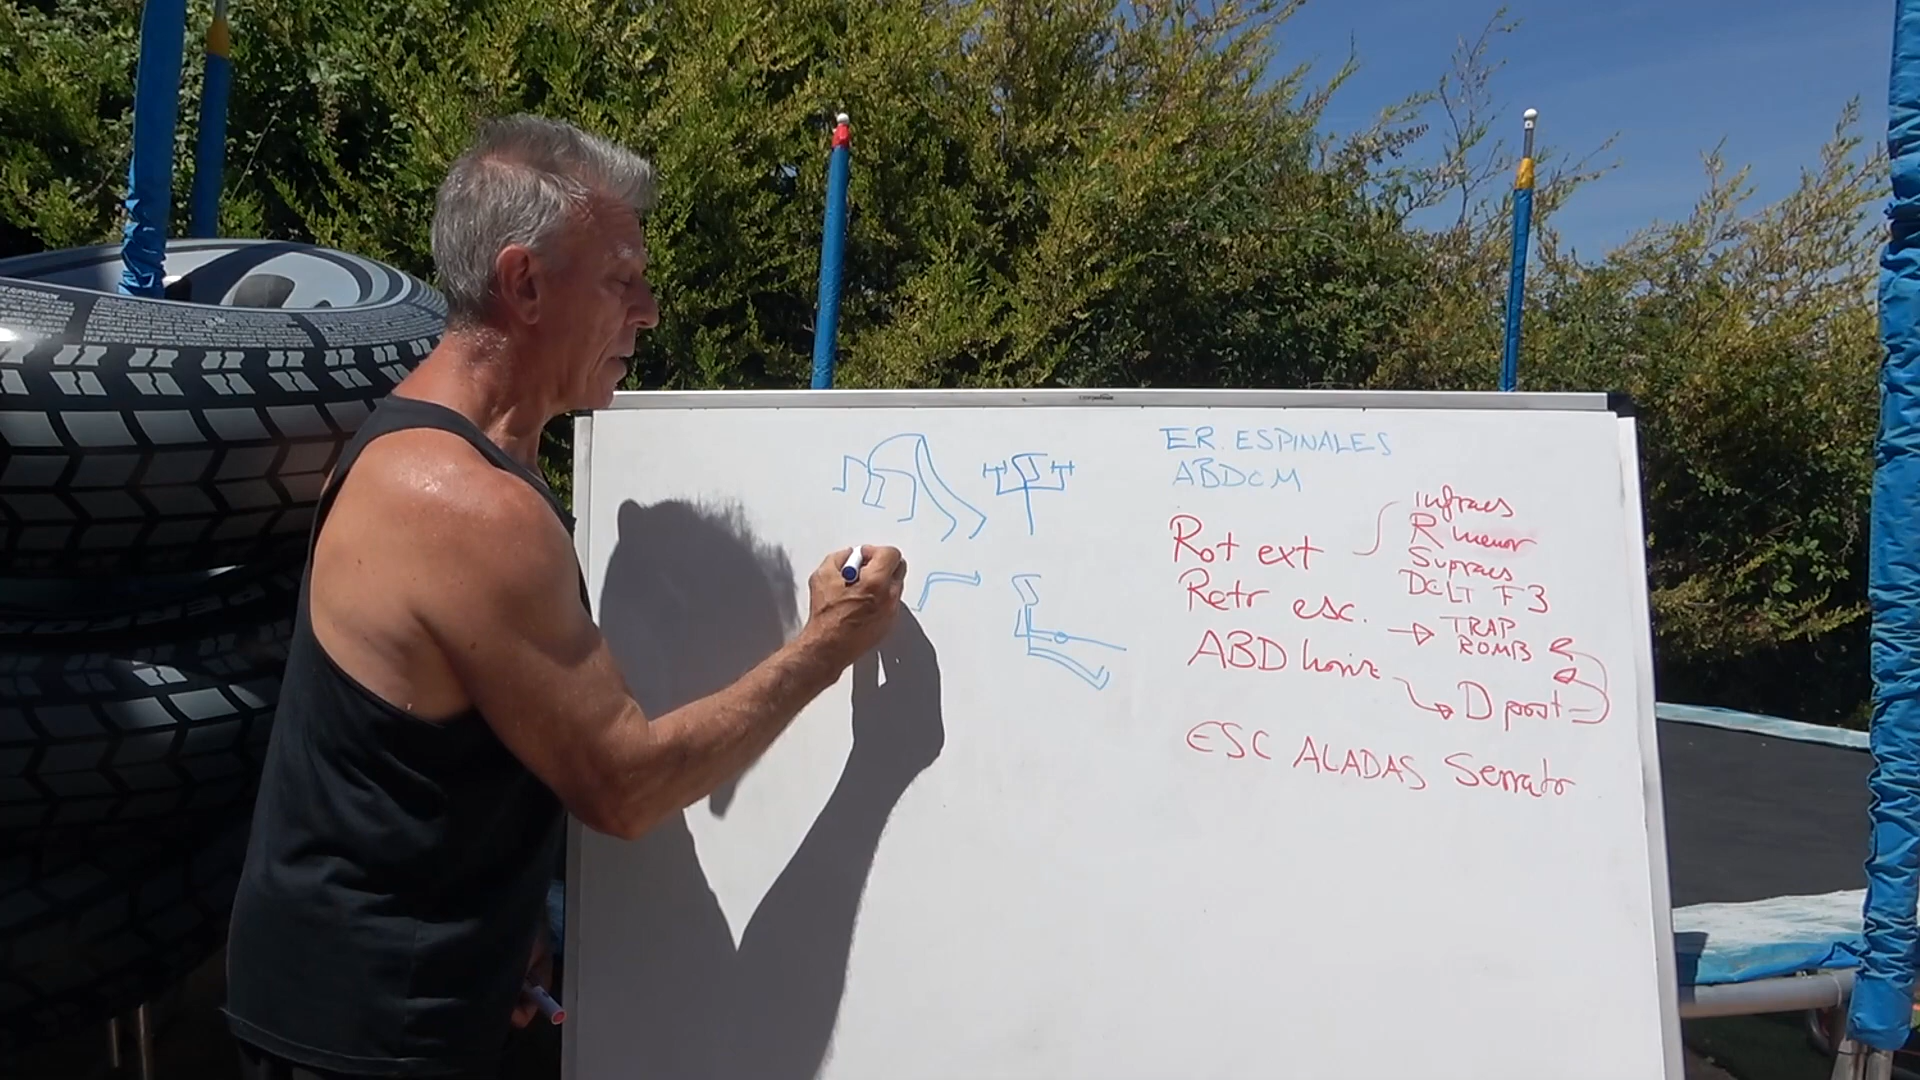 ER. ESPINALES
ABDOM
Rot ext
infraes
R menor
Supraes
DELT F3
Retr esc.
TRAP
ROMB
ABD horiz
D post
ESC ALADAS Serrato